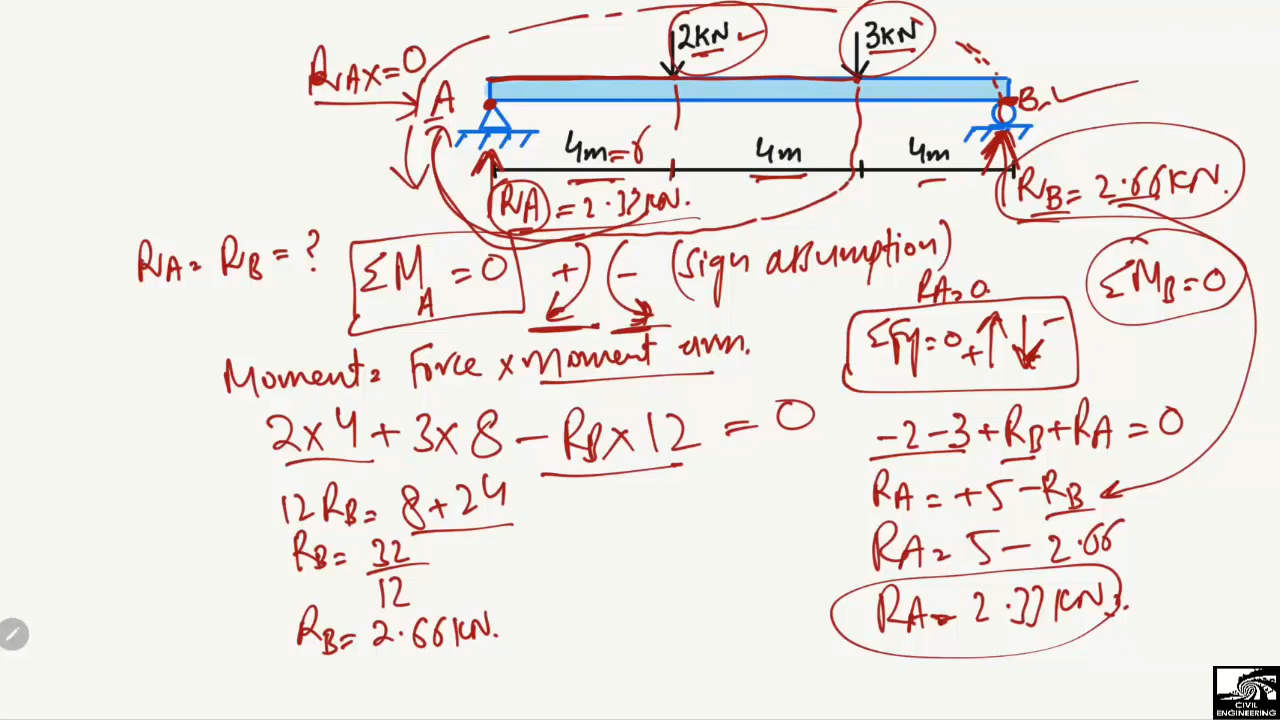 2KN
3KN
RAX=0
A
B
4m=8
4m
4m
RA = 2.33KN.
RB = 2.66KN.
RA = RB = ?
ΣMA = 0
+
-
(sign assumption)
RA=0
ΣFy=0 + -
ΣMB=0
Moment= Force x moment arm.
2x4 + 3x8 - RBx12 = 0
12RB= 8+24
RB= 32/12
RB= 2.66KN.
-2-3+RB+RA=0
RA= +5-RB
RA= 5-2.66
RA= 2.33KN.
CIVIL
ENGINEERING